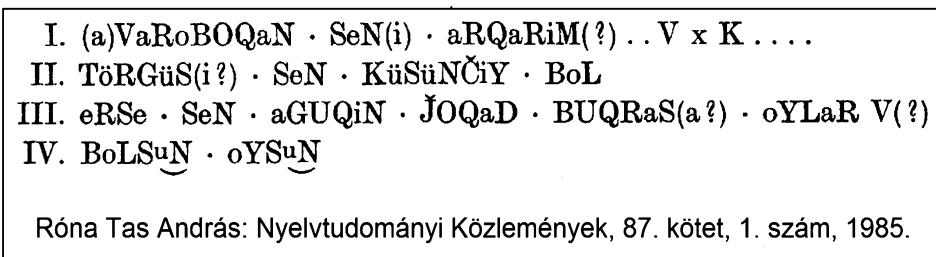 I. (a)VaRoBOQaN · SeN(i) · aRQaRiM(?) . . V x K . . . .
II. TöRGüS(i?) · SeN · KüSüNČiY · BoL
III. eRSe · SeN · aGUQiN · J̌OQaD · BUQRaS(a?) · oYLaR V(?)
IV. BoLSuN · oYSuN
Róna Tas András: Nyelvtudományi Közlemények, 87. kötet, 1. szám, 1985.